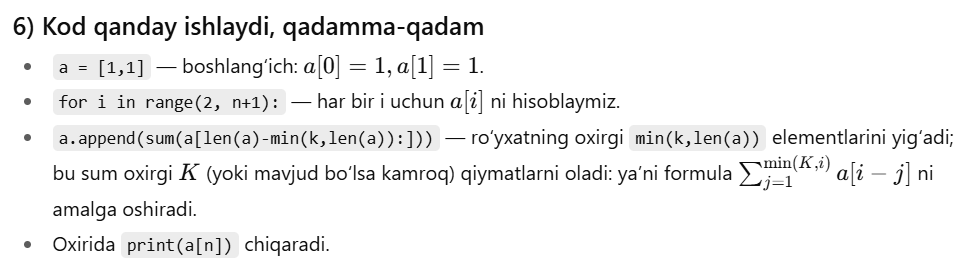 6) Kod qanday ishlaydi, qadamma-qadam
• a = [1,1] — boshlang‘ich: a[0] = 1, a[1] = 1.
• for i in range(2, n+1): — har bir i uchun a[i] ni hisoblaymiz.
• a.append(sum(a[len(a)-min(k,len(a)):])) — ro‘yxatning oxirgi min(k,len(a)) elementlarini yig‘adi;
bu sum oxirgi K (yoki mavjud bo‘lsa kamroq) qiymatlarni oladi: ya’ni formula ∑_{j=1}^{min(K,i)} a[i − j] ni
amalga oshiradi.
• Oxirida print(a[n]) chiqaradi.